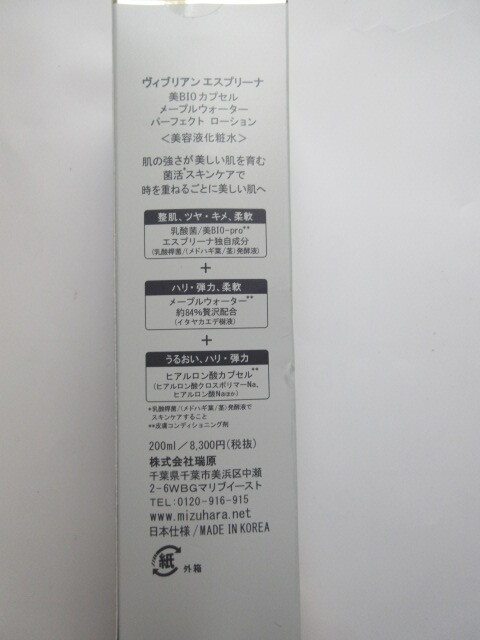 ヴィブリアン エスプリーナ
美BIOカプセル
メープルウォーター
パーフェクト ローション
＜美容液化粧水＞
肌の強さが美しい肌を育む
菌活*スキンケアで
時を重ねるごとに美しい肌へ
整肌、ツヤ・キメ、柔軟
乳酸菌/美BIO-pro**
エスプリーナ独自成分
(乳酸桿菌/(メドハギ葉/茎)発酵液)
+
ハリ・弾力、柔軟
メープルウォーター**
約84%贅沢配合
(イタヤカエデ樹液)
+
うるおい、ハリ・弾力
ヒアルロン酸カプセル**
(ヒアルロン酸クロスポリマーNa、
ヒアルロン酸Na)
*乳酸桿菌/(メドハギ葉/茎)発酵液で
スキンケアすること
**皮膚コンディショニング剤
200ml／8,300円(税抜)
株式会社瑞原
千葉県千葉市美浜区中瀬
2-6WBGマリブイースト
TEL:0120-916-915
www.mizuhara.net
日本仕様/MADE IN KOREA
紙 外箱